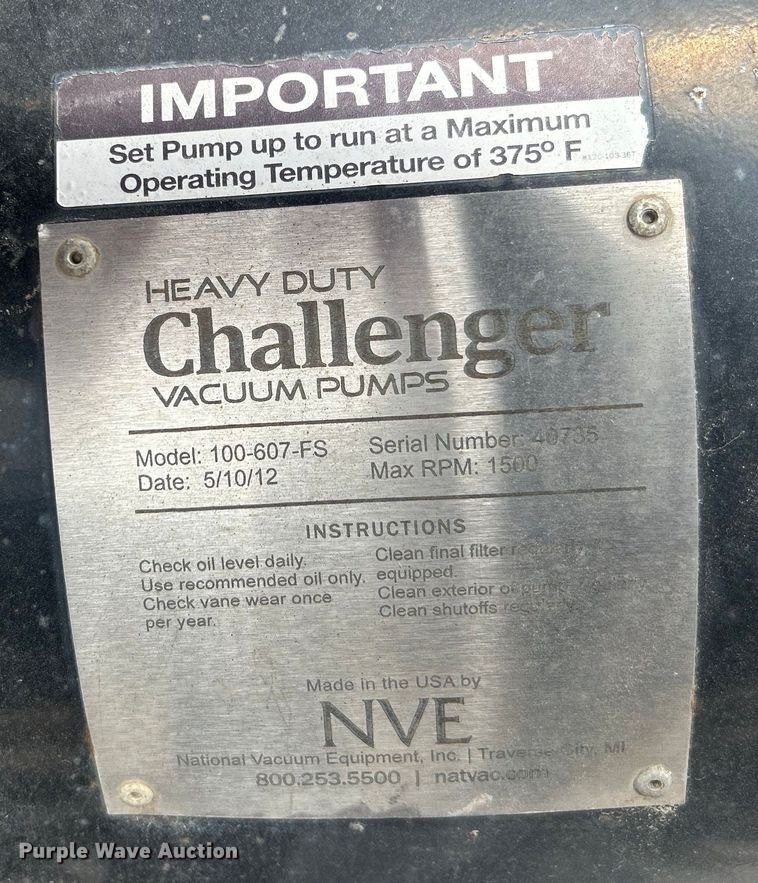 IMPORTANT
Set Pump up to run at a Maximum
Operating Temperature of 375° F
HEAVY DUTY
Challenger
VACUUM PUMPS
Model: 100-607-FS
Date: 5/10/12
Serial Number: 40735
Max RPM: 1500
INSTRUCTIONS
Check oil level daily.
Use recommended oil only.
Check vane wear once
per year.
Clean final filter
equipped.
Clean exterior of
Clean shutoffs
Made in the USA by
NVE
National Vacuum Equipment, Inc. | Traverse City, MI
800.253.5500 | natvac.com
Purple Wave Auction